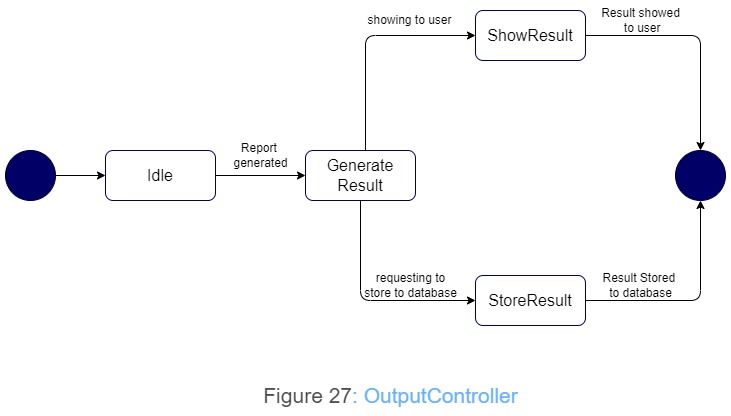 showing to user
ShowResult
Result showed
to user
Idle
Report
generated
Generate
Result
requesting to
store to database
StoreResult
Result Stored
to database
Figure 27: OutputController